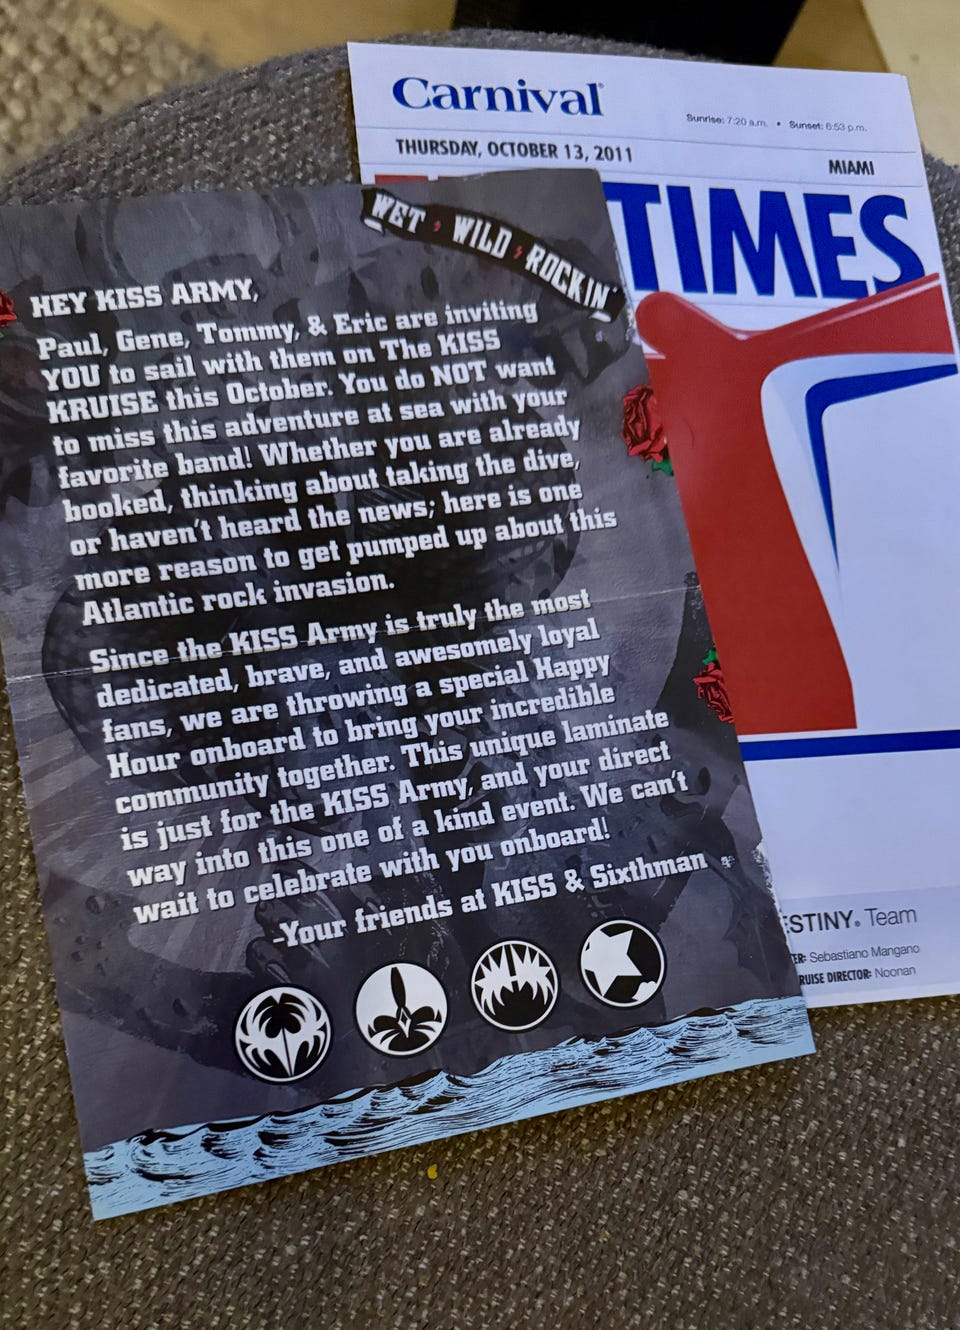 Carnival
Sunrise: 7:20 a.m. • Sunset: 6:53 p.m.
THURSDAY, OCTOBER 13, 2011
MIAMI
TIMES
WET WILD ROCKIN'
HEY KISS ARMY,
Paul, Gene, Tommy, & Eric are inviting
YOU to sail with them on The KISS
KRUISE this October. You do NOT want
to miss this adventure at sea with your
favorite band! Whether you are already
booked, thinking about taking the dive,
or haven't heard the news; here is one
more reason to get pumped up about this
Atlantic rock invasion.
Since the KISS Army is truly the most
dedicated, brave, and awesomely loyal
fans, we are throwing a special Happy
Hour onboard to bring your incredible
community together. This unique laminate
is just for the KISS Army, and your direct
way into this one of a kind event. We can't
wait to celebrate with you onboard!
-Your friends at KISS & Sixthman
ESTINY® Team
ER: Sebastiano Mangano
RUISE DIRECTOR: Noonan